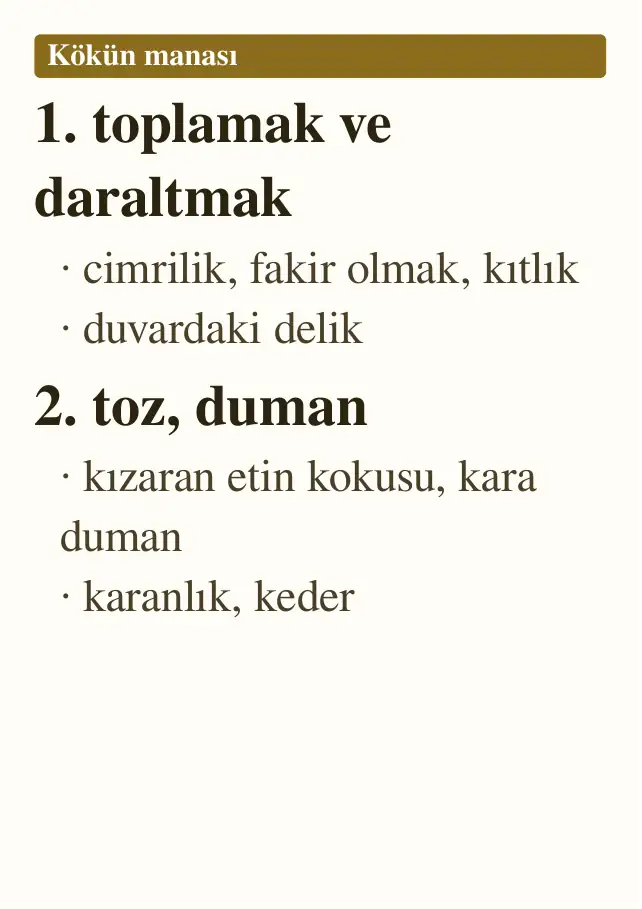 Kökün manası
1. toplamak ve
daraltmak
· cimrilik, fakir olmak, kıtlık
· duvardaki delik
2. toz, duman
· kızaran etin kokusu, kara
duman
· karanlık, keder